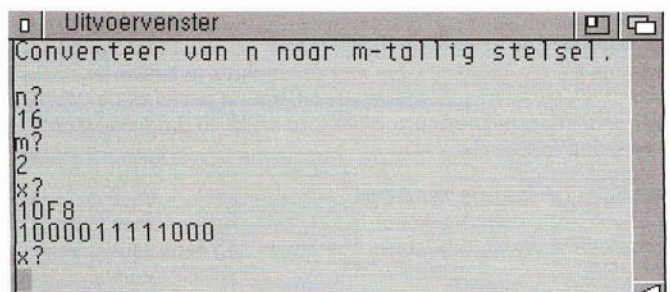 Uitvoervenster
Converteer van n naar m-tallig stelsel.
n?
16
m?
2
x?
10F8
1000011111000
x?